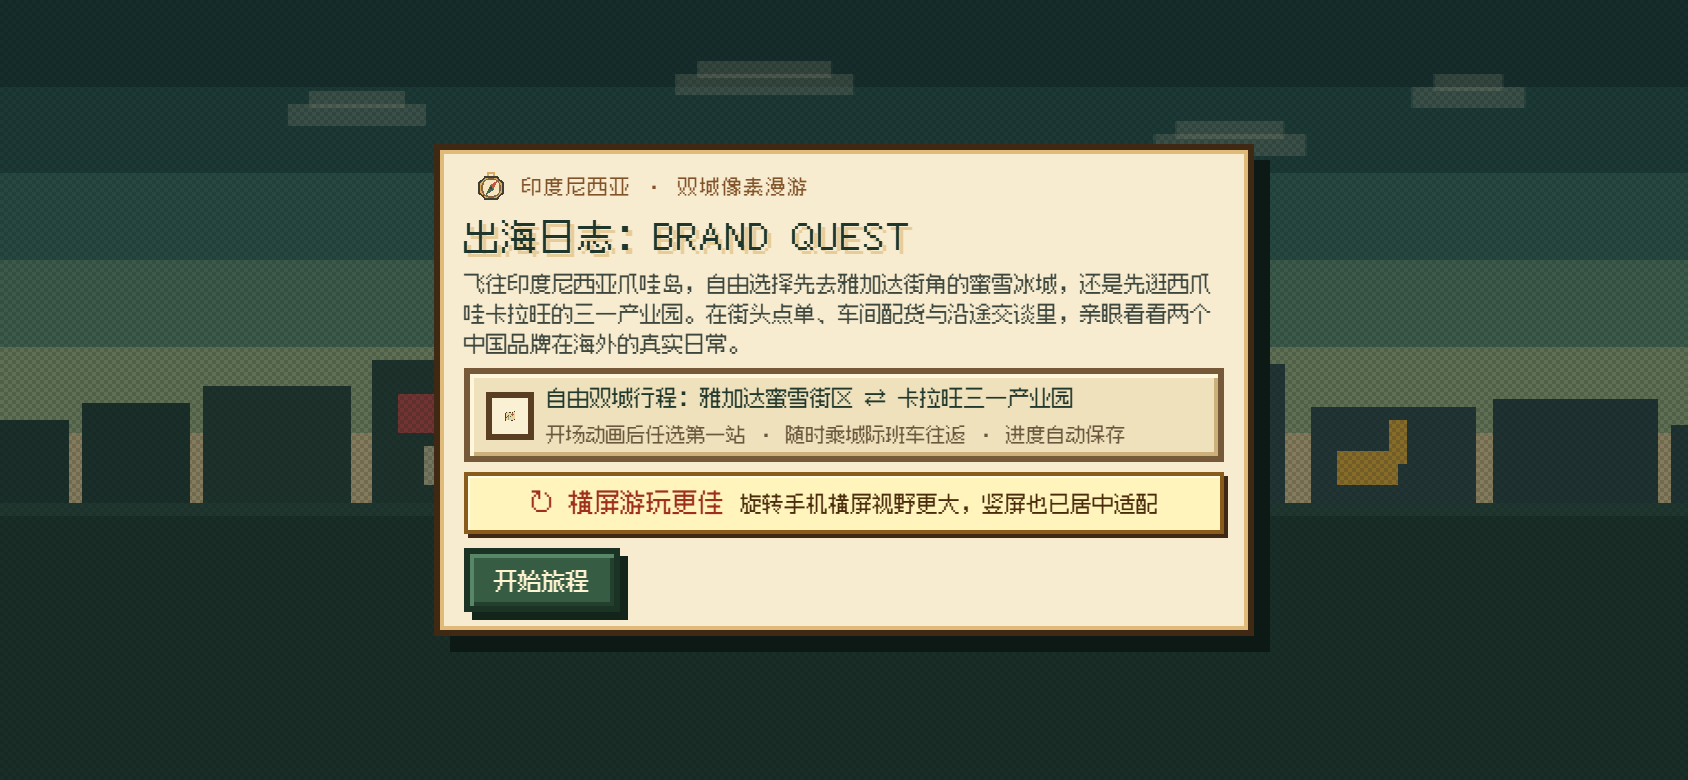 印度尼西亚 · 双城像素漫游
出海日志：BRAND QUEST
飞往印度尼西亚爪哇岛，自由选择先去雅加达街角的蜜雪冰城，还是先逛西爪
哇卡拉旺的三一产业园。在街头点单、车间配货与沿途交谈里，亲眼看看两个
中国品牌在海外的真实日常。
自由双城行程：雅加达蜜雪街区 ⇄ 卡拉旺三一产业园
开场动画后任选第一站 · 随时乘城际班车往返 · 进度自动保存
↻ 横屏游玩更佳 旋转手机横屏视野更大，竖屏也已居中适配
开始旅程